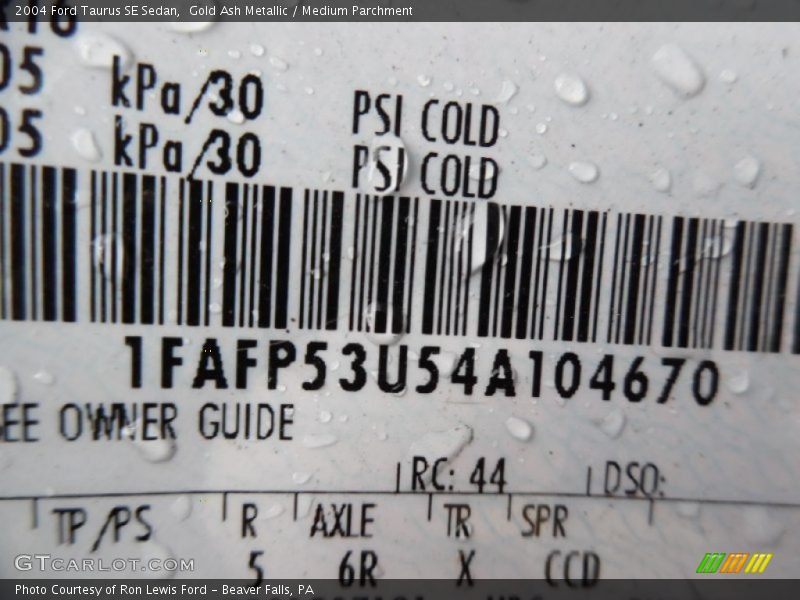 2004 Ford Taurus SE Sedan,  Gold Ash Metallic / Medium Parchment
05 kPa/30 PSI COLD
05 kPa/30 PSI COLD
1FAFP53U54A104670
SEE OWNER GUIDE
RC: 44 DSO:
TP/PS R AXLE TR SPR
5 6R X CCD
GTCARLOT.COM
Photo Courtesy of Ron Lewis Ford - Beaver Falls, PA